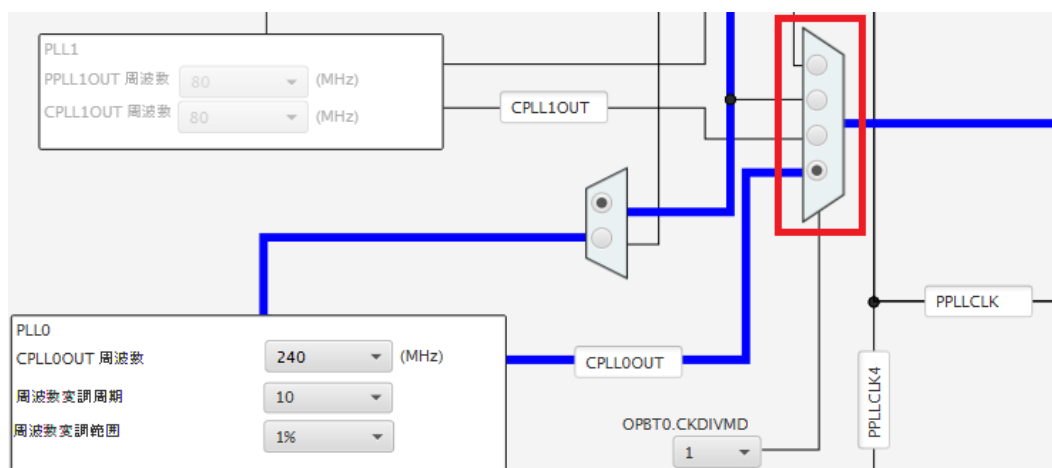 PLL1
PPLL1OUT 周波数 80 (MHz)
CPLL1OUT 周波数 80 (MHz)
CPLL1OUT
PPLLCLK
PLL0
CPLL0OUT 周波数 240 (MHz)
CPLL0OUT
周波数変調周期 10
周波数変調範囲 1%
OPBT0.CKDIVMD
1
PPLLCLK4